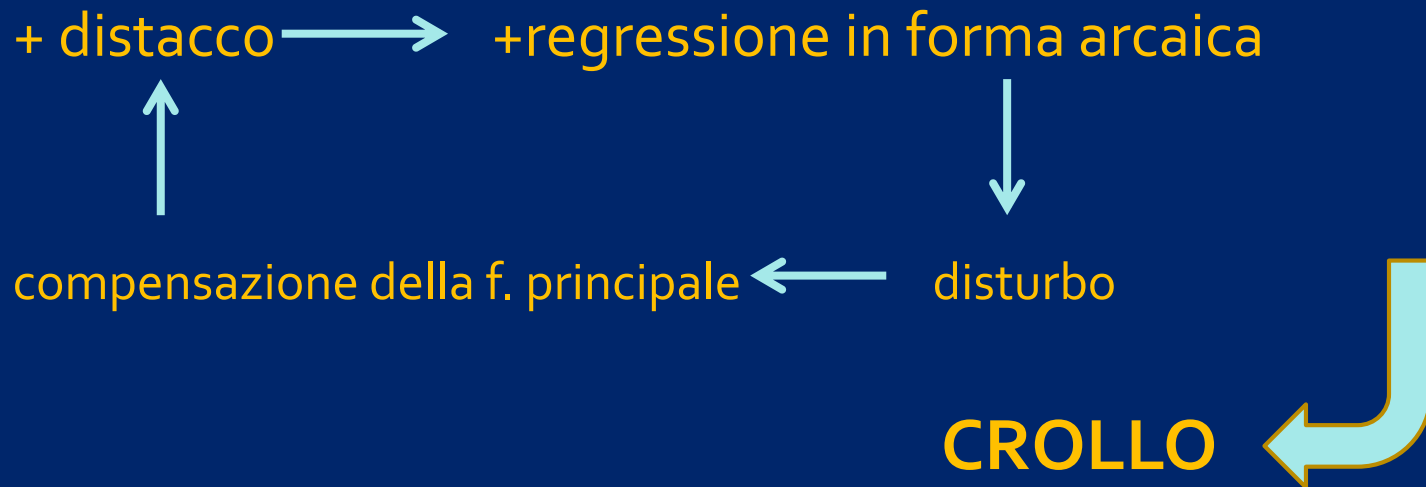 + distacco +regressione in forma arcaica
compensazione della f. principale disturbo
CROLLO